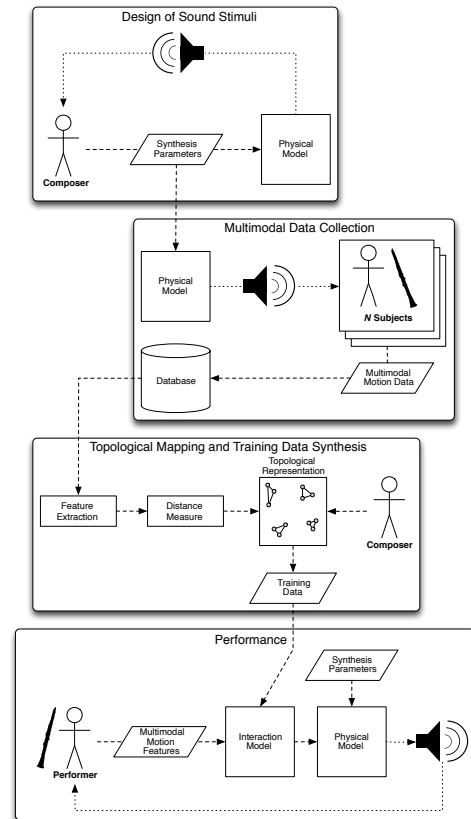 Design of Sound Stimuli
Synthesis
Parameters
Physical
Model
Composer
Multimodal Data Collection
Physical
Model
N Subjects
Database
Multimodal
Motion Data
Topological Mapping and Training Data Synthesis
Topological
Representation
Feature
Extraction
Distance
Measure
Composer
Training
Data
Performance
Synthesis
Parameters
Multimodal
Motion
Features
Interaction
Model
Physical
Model
Performer